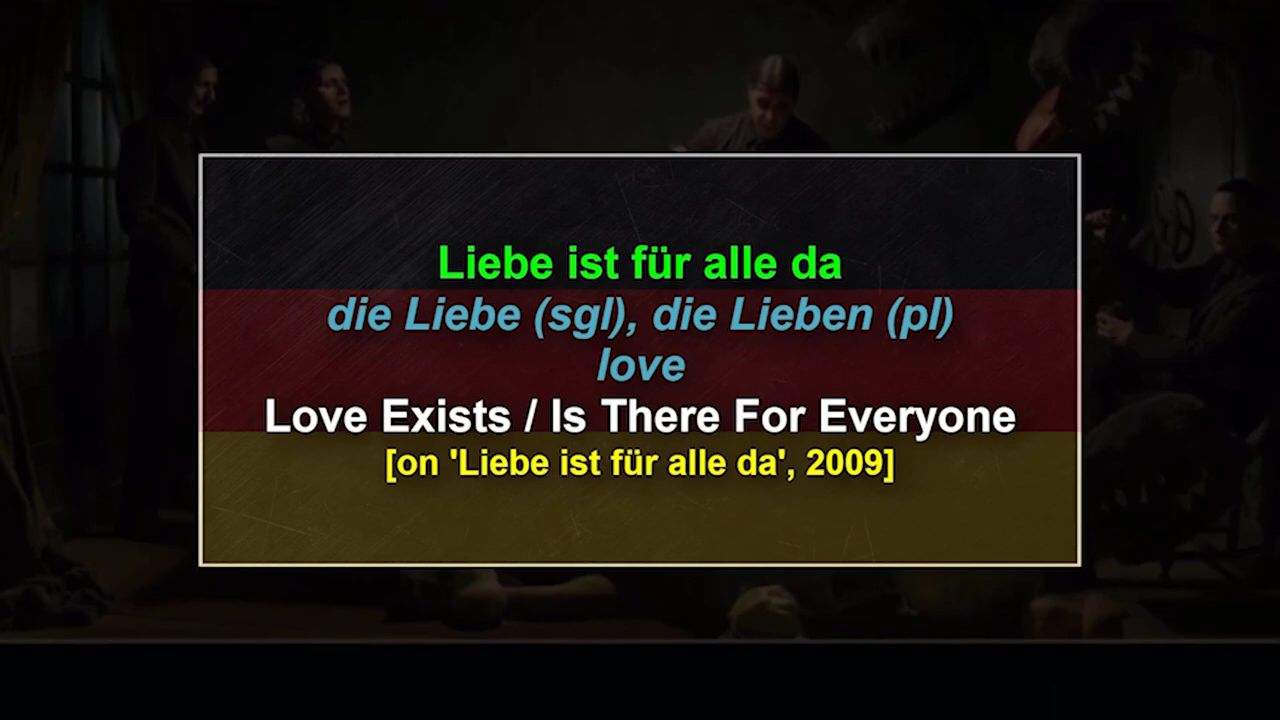 Liebe ist für alle da
die Liebe (sgl), die Lieben (pl)
love
Love Exists / Is There For Everyone
[on 'Liebe ist für alle da', 2009]